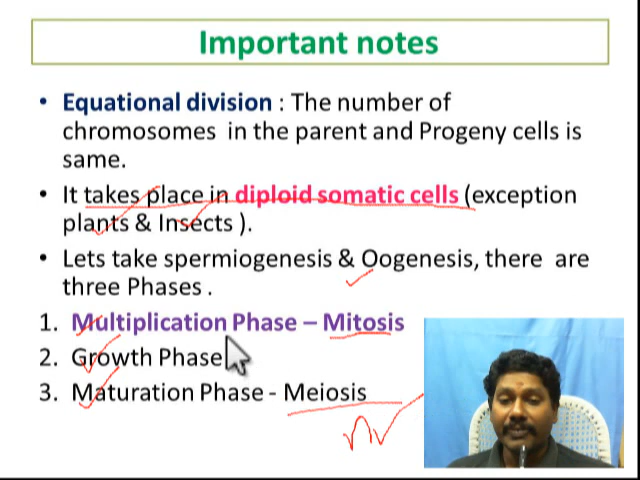 Important notes
• Equational division : The number of
chromosomes in the parent and Progeny cells is
same.
• It takes place in diploid somatic cells (exception
plants & Insects ).
• Lets take spermiogenesis & Oogenesis, there are
three Phases .
1. Multiplication Phase – Mitosis
2. Growth Phase
3. Maturation Phase - Meiosis